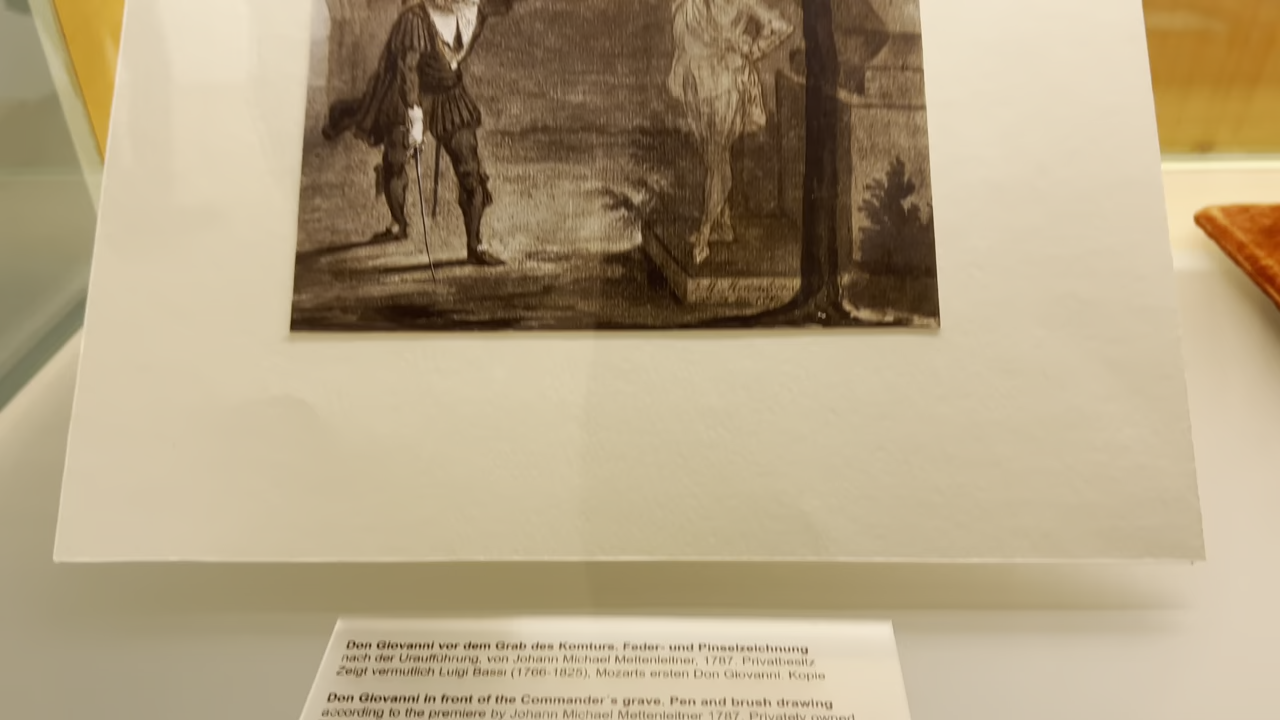 Don Giovanni vor dem Grab des Komturs. Feder- und Pinselzeichnung
nach der Uraufführung, von Johann Michael Mettenleitner, 1787. Privatbesitz
Zeigt vermutlich Luigi Bassi (1766-1825), Mozarts ersten Don Giovanni. Kopie
Don Giovanni in front of the Commander´s grave. Pen and brush drawing
according to the premiere by Johann Michael Mettenleitner 1787. Privately owned